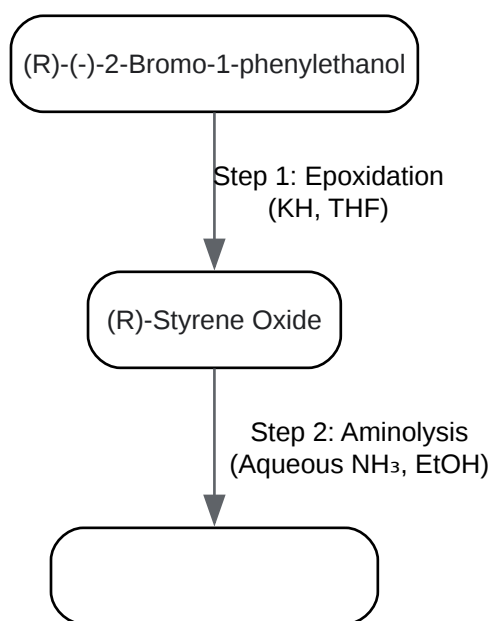 (R)-(-)-2-Bromo-1-phenylethanol
Step 1: Epoxidation
(KH, THF)
(R)-Styrene Oxide
Step 2: Aminolysis
(Aqueous NH₃, EtOH)